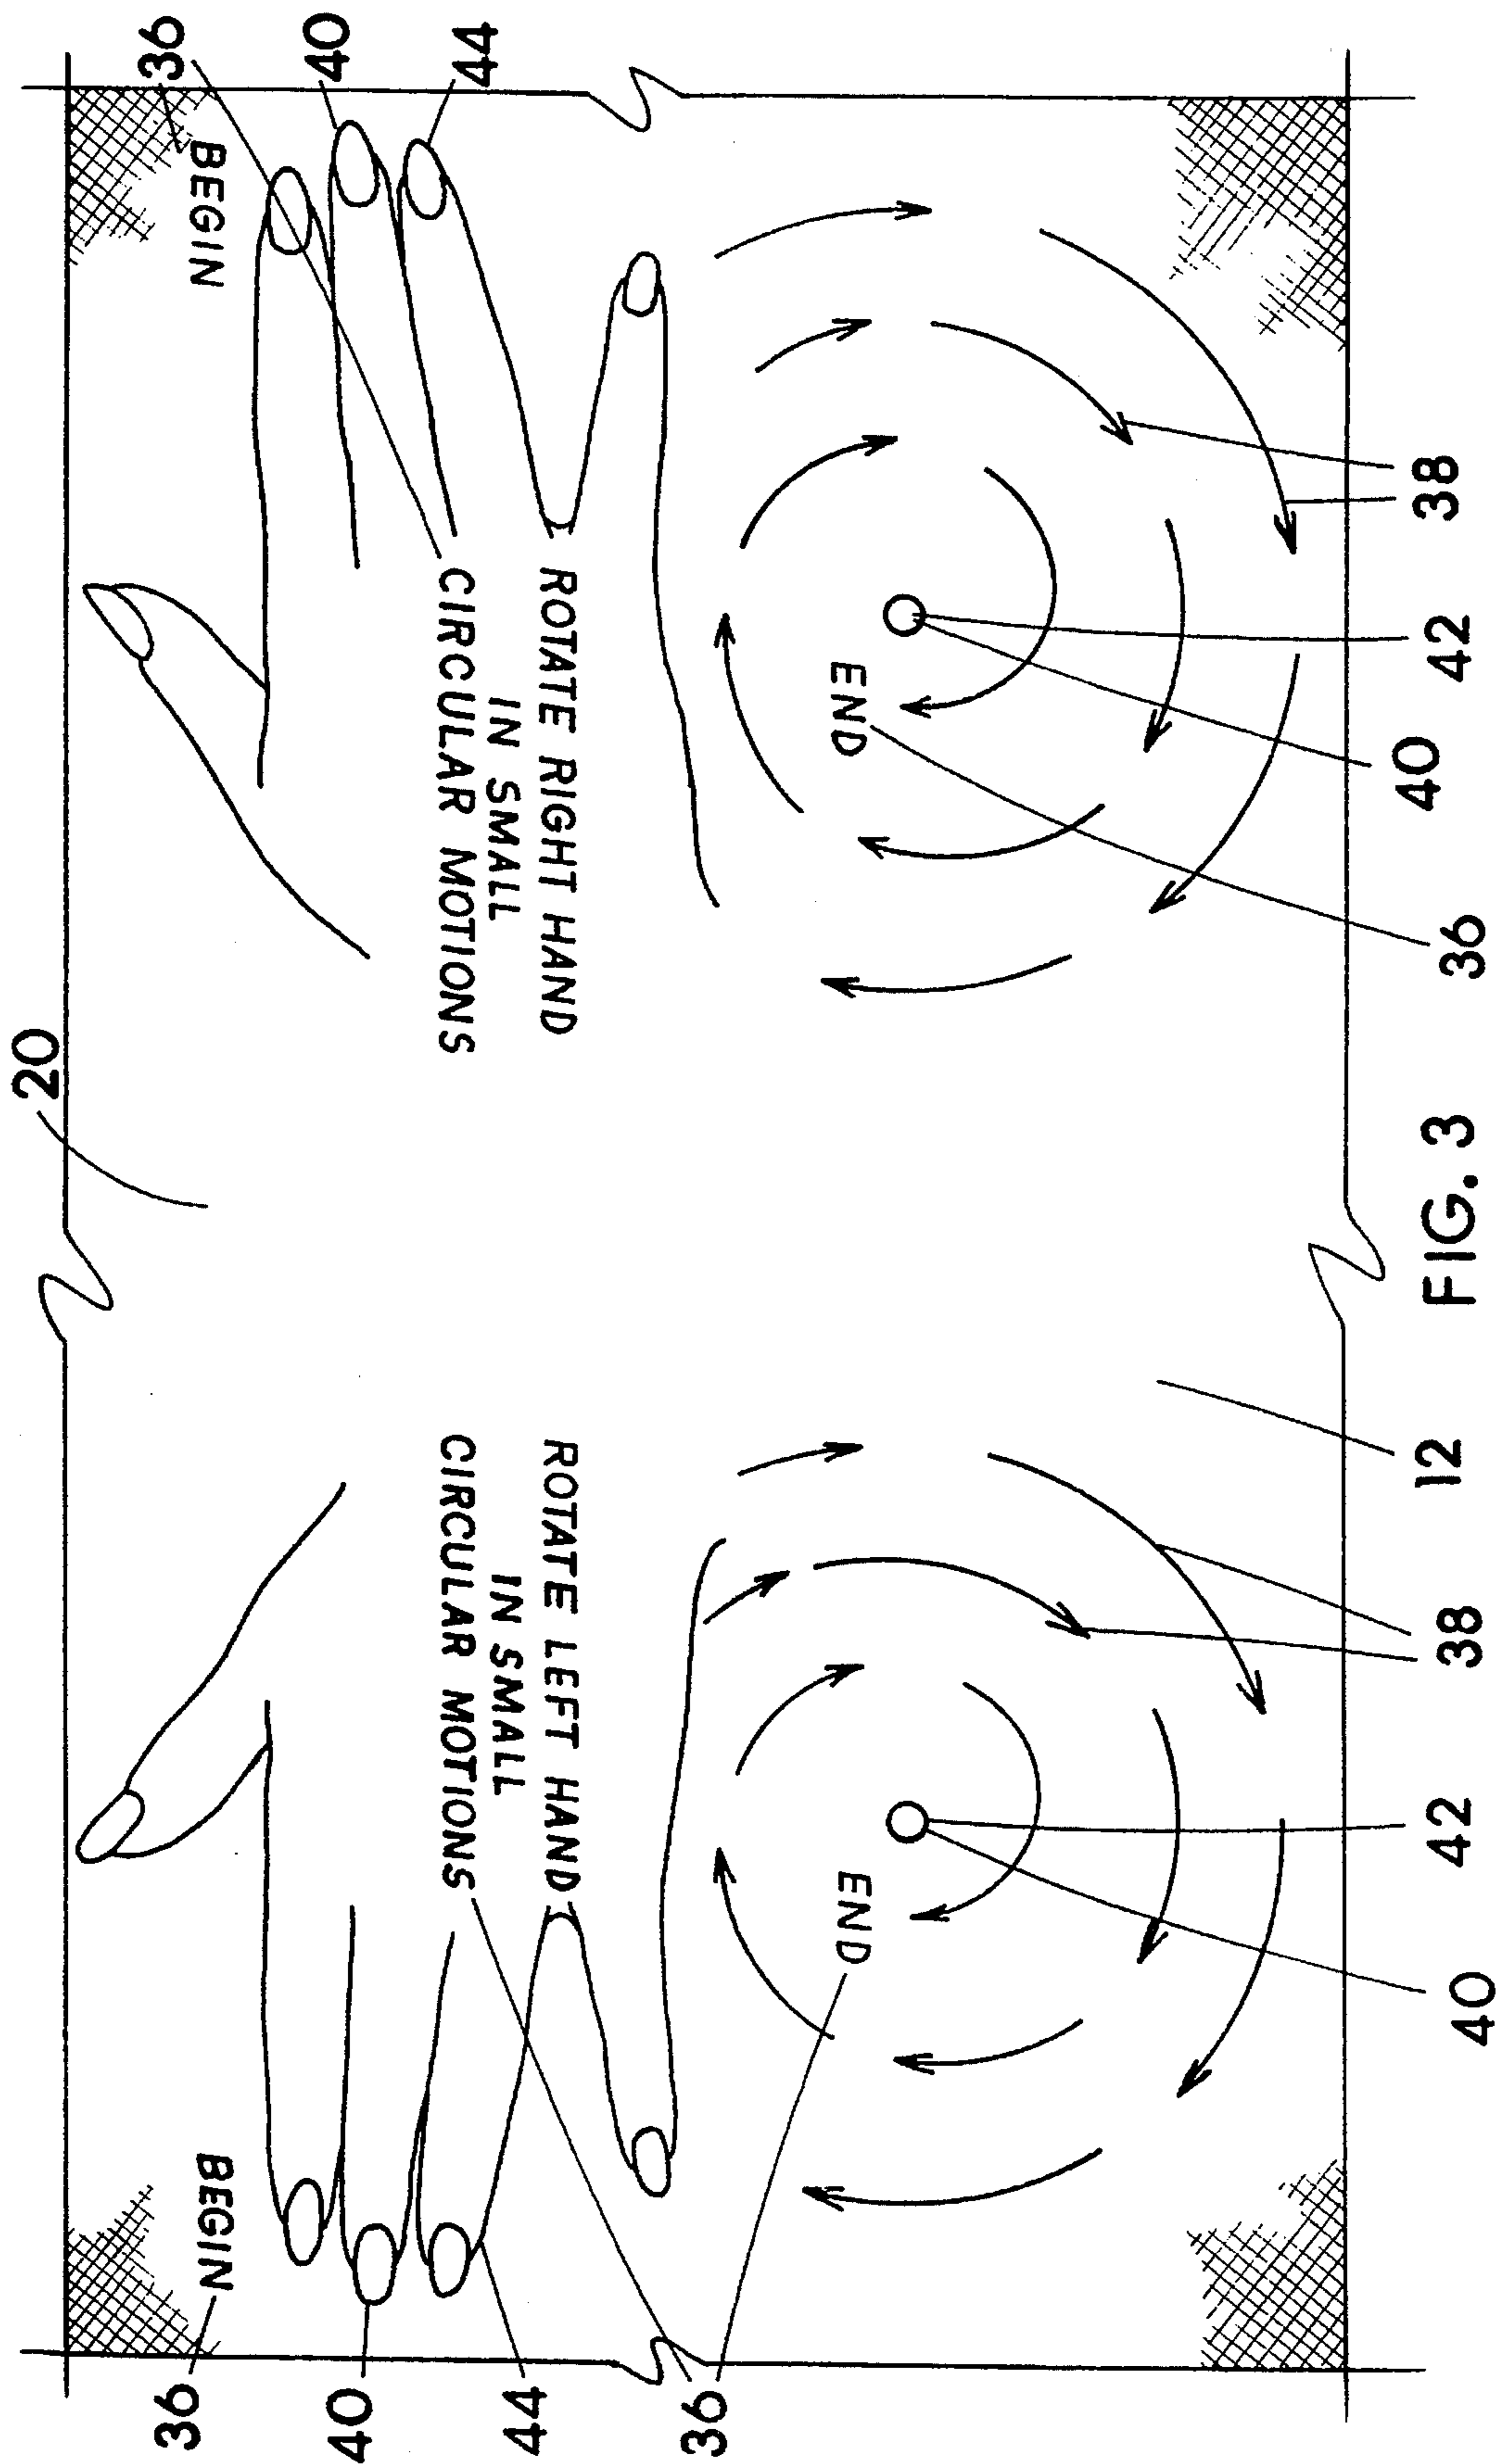 20
36
BEGIN
BEGIN
36
40
40
44
44
ROTATE LEFT HAND
IN SMALL
CIRCULAR MOTIONS
ROTATE RIGHT HAND
IN SMALL
CIRCULAR MOTIONS
36
END
END
40
42
38
12
36
40
42
38
38
FIG. 3